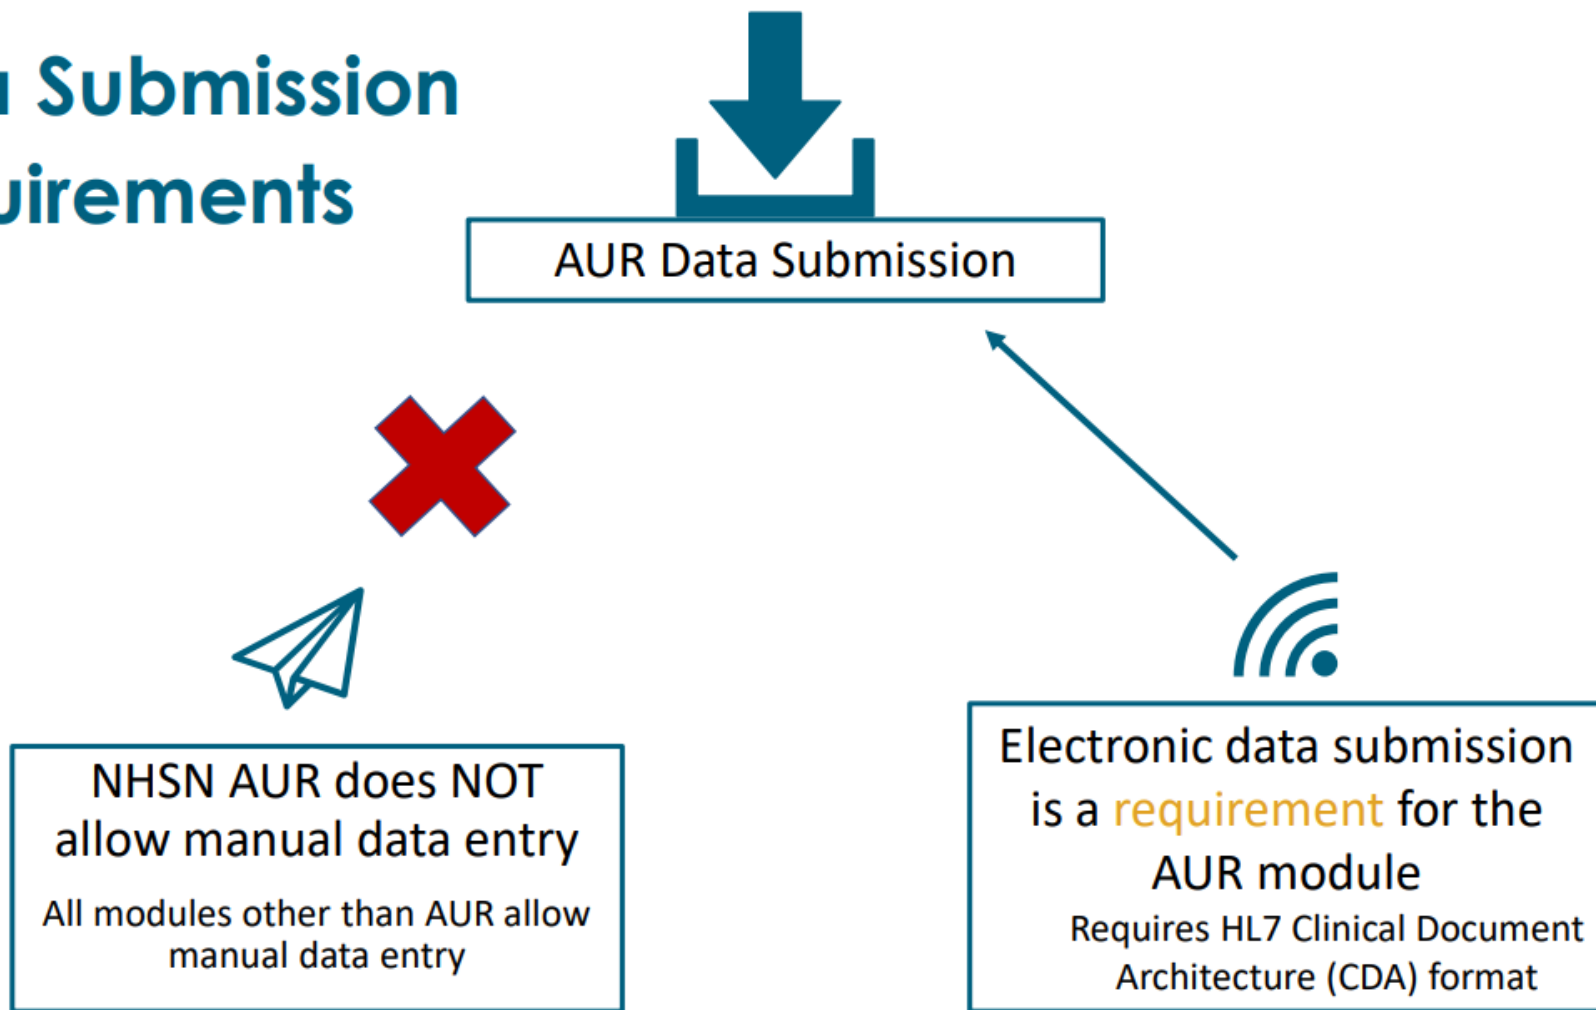 Submission
uirements
AUR Data Submission
NHSN AUR does NOT
allow manual data entry
All modules other than AUR allow
manual data entry
Electronic data submission
is a requirement for the
AUR module
Requires HL7 Clinical Document
Architecture (CDA) format